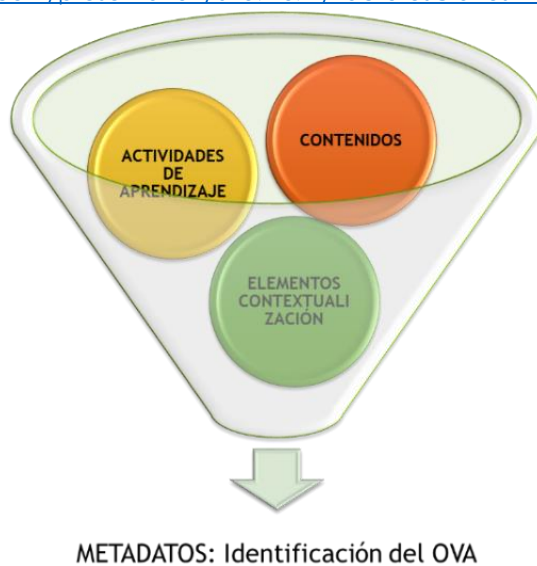 ACTIVIDADES
DE
APRENDIZAJE
CONTENIDOS
ELEMENTOS
CONTEXTUALI
ZACIÓN
METADATOS: Identificación del OVA